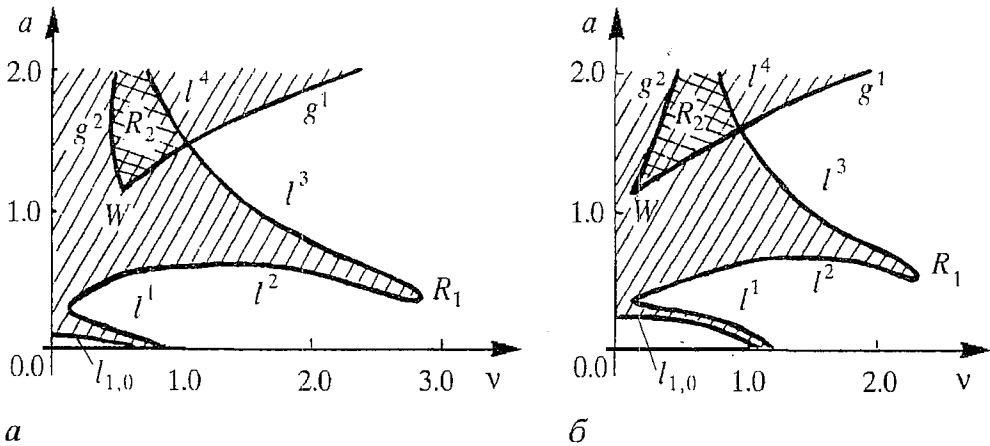 a
2.0
l⁴
g¹
g²
R₂
W
l³
1.0
l¹
l²
R₁
0.0
l₁,₀
1.0
2.0
3.0
ν
а
a
2.0
l⁴
g¹
g²
R₂
W
l³
1.0
l¹
l²
R₁
0.0
l₁,₀
1.0
2.0
ν
б